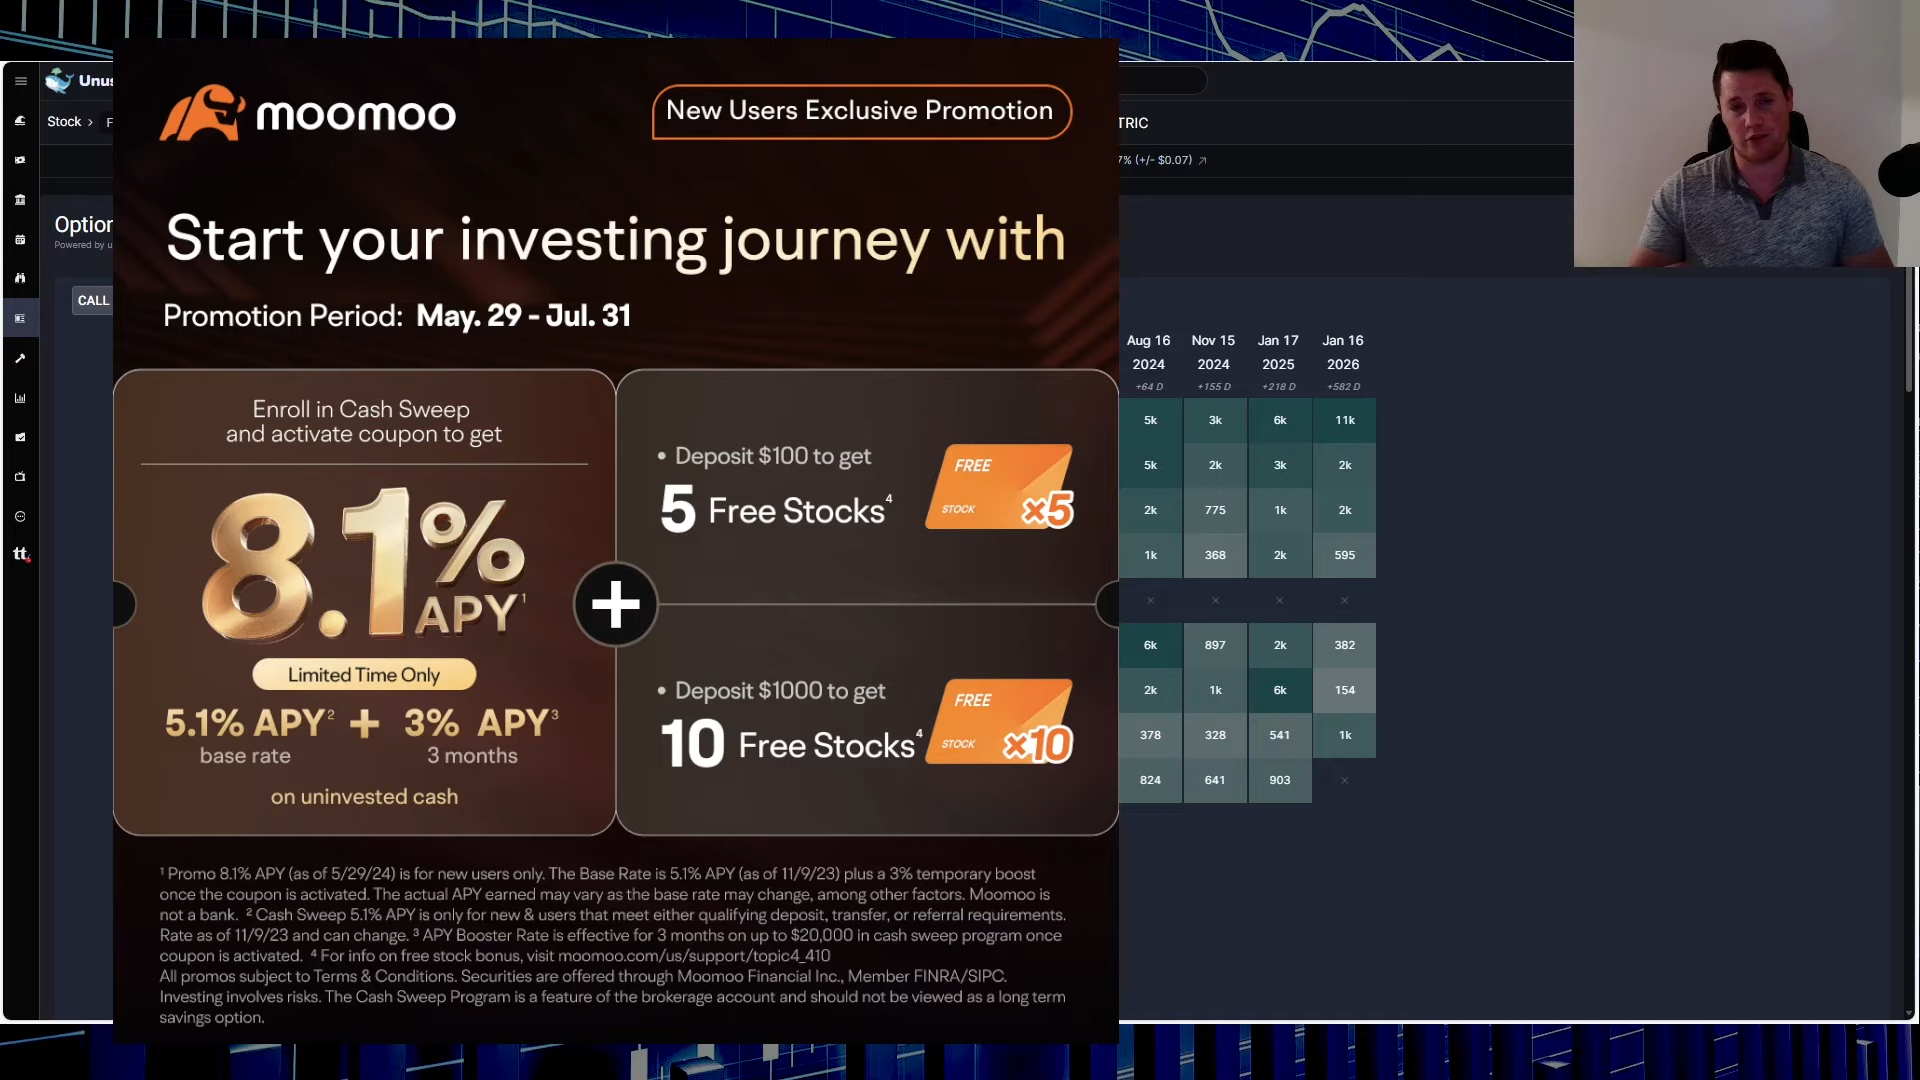 Unus
Stock › F
Option
Powered by u
CALL
tt
moomoo
New Users Exclusive Promotion
Start your investing journey with
Promotion Period: May. 29 - Jul. 31
Enroll in Cash Sweep
and activate coupon to get
8.1% APY¹
Limited Time Only
5.1% APY² + 3% APY³
base rate 3 months
on uninvested cash
+
• Deposit $100 to get
5 Free Stocks⁴
FREE
STOCK x5
• Deposit $1000 to get
10 Free Stocks⁴
FREE
STOCK x10
¹ Promo 8.1% APY (as of 5/29/24) is for new users only. The Base Rate is 5.1% APY (as of 11/9/23) plus a 3% temporary boost
once the coupon is activated. The actual APY earned may vary as the base rate may change, among other factors. Moomoo is
not a bank. ² Cash Sweep 5.1% APY is only for new & users that meet either qualifying deposit, transfer, or referral requirements.
Rate as of 11/9/23 and can change. ³ APY Booster Rate is effective for 3 months on up to $20,000 in cash sweep program once
coupon is activated. ⁴ For info on free stock bonus, visit moomoo.com/us/support/topic4_410
All promos subject to Terms & Conditions. Securities are offered through Moomoo Financial Inc., Member FINRA/SIPC.
Investing involves risks. The Cash Sweep Program is a feature of the brokerage account and should not be viewed as a long term
savings option.
TRIC
7% (+/- $0.07)
Aug 16 Nov 15 Jan 17 Jan 16
2024 2024 2025 2026
+64 D +155 D +218 D +582 D
5k 3k 6k 11k
5k 2k 3k 2k
2k 775 1k 2k
1k 368 2k 595
× × × ×
6k 897 2k 382
2k 1k 6k 154
378 328 541 1k
824 641 903 ×